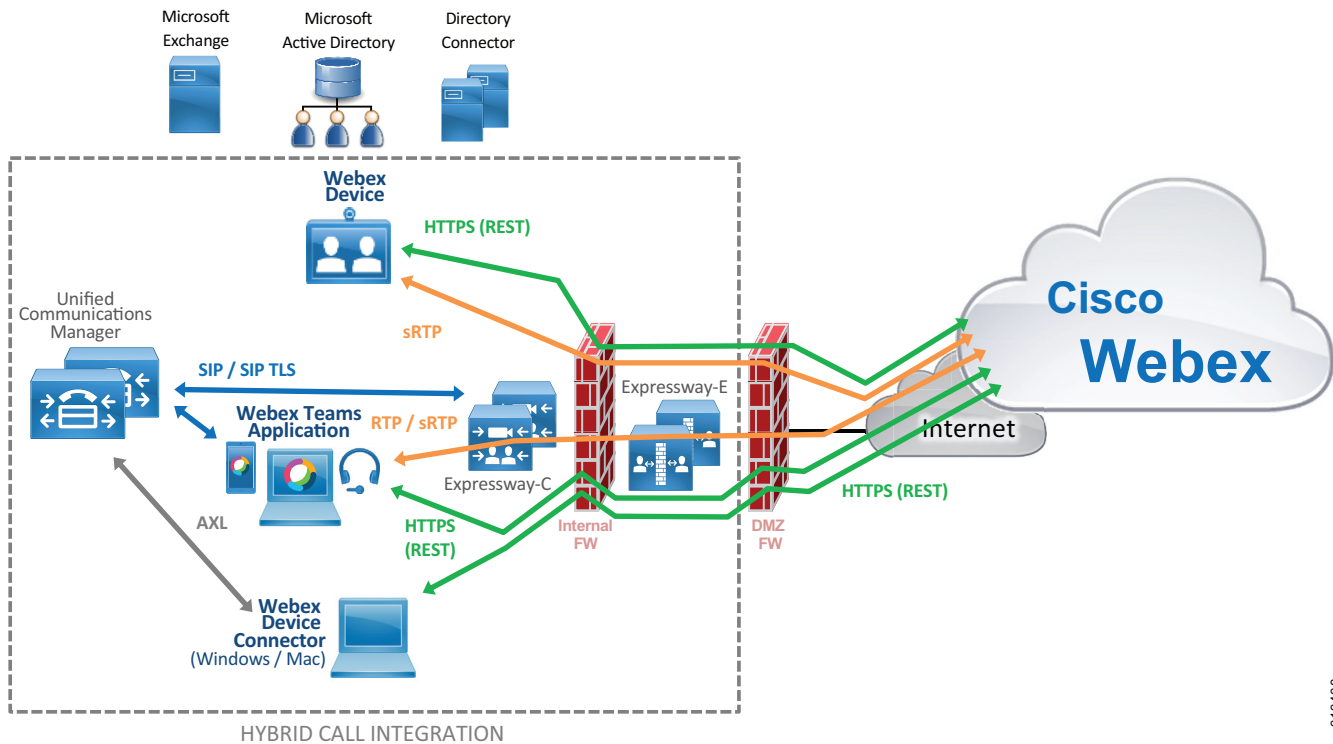 Microsoft
Exchange
Microsoft
Active Directory
Directory
Connector
Webex
Device
HTTPS (REST)
Unified
Communications
Manager
sRTP
Cisco
Webex
SIP / SIP TLS
Expressway-E
Webex Teams
Application
RTP / sRTP
Internet
Expressway-C
HTTPS (REST)
AXL
HTTPS
(REST)
Internal
FW
DMZ
FW
Webex
Device
Connector
(Windows / Mac)
HYBRID CALL INTEGRATION